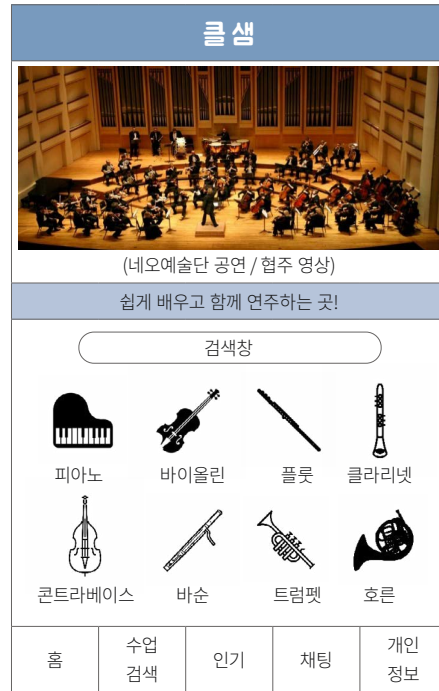 클 샘
(네오예술단 공연 / 협주 영상)
쉽게 배우고 함께 연주하는 곳!
검색창
피아노 바이올린 플룻 클라리넷
콘트라베이스 바순 트럼펫 호른
홈 수업 검색 인기 채팅 개인 정보